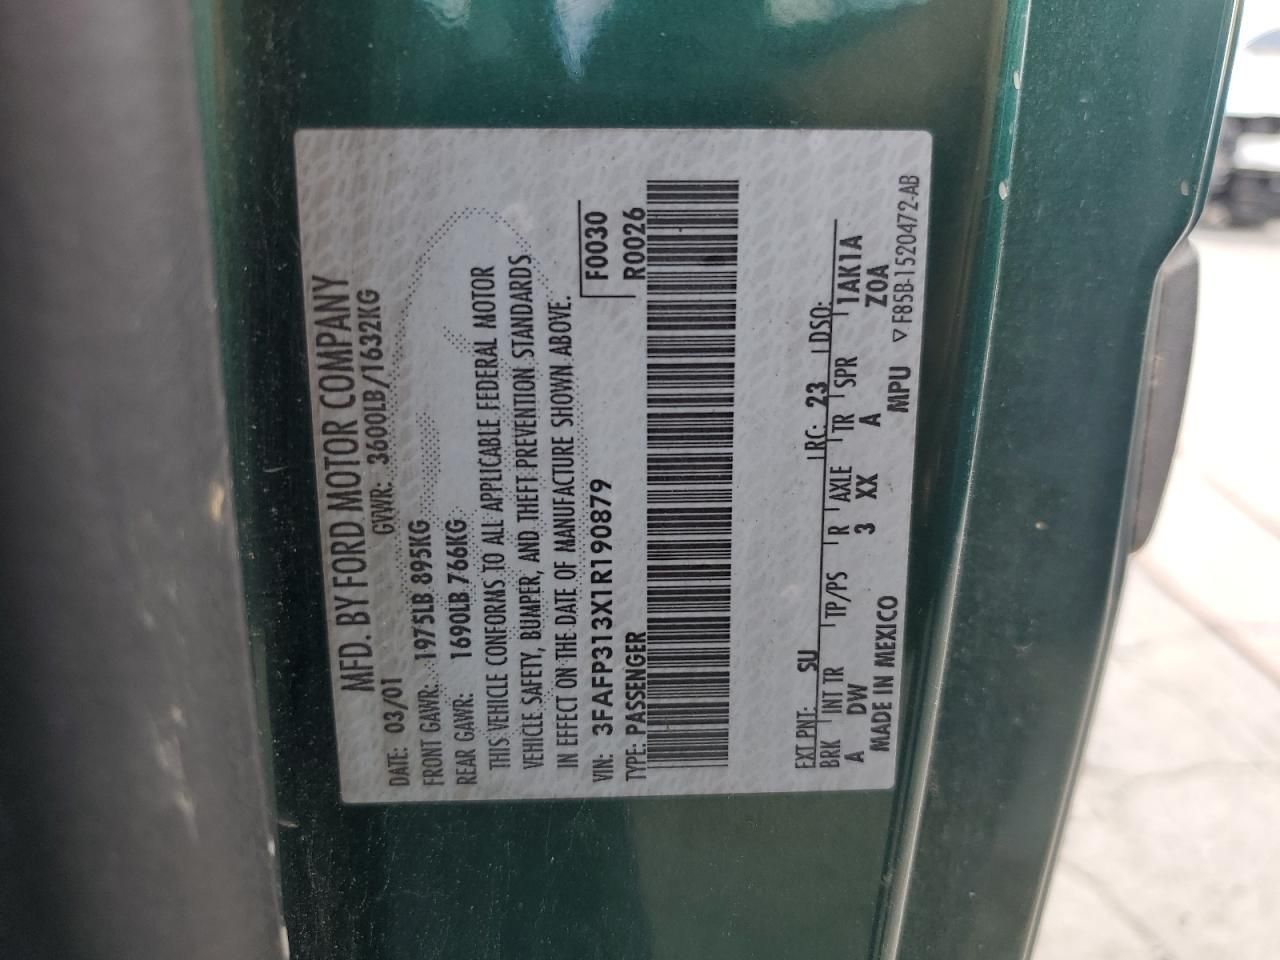 MFD. BY FORD MOTOR COMPANY
DATE: 03/01 GVWR: 3600LB/1632KG
FRONT GAWR: 1975LB 895KG
REAR GAWR: 1690LB 766KG
THIS VEHICLE CONFORMS TO ALL APPLICABLE FEDERAL MOTOR
VEHICLE SAFETY, BUMPER, AND THEFT PREVENTION STANDARDS
IN EFFECT ON THE DATE OF MANUFACTURE SHOWN ABOVE.
VIN: 3FAFP313X1R190879 F0030
TYPE: PASSENGER R0026
EXT PNT: SU RC: 23 DSO:
BRK INT TR TP/PS R AXLE TR SPR 1AK1A
A DW 3 XX A Z0A
MADE IN MEXICO MPU ▽ F85B-1520472-AB